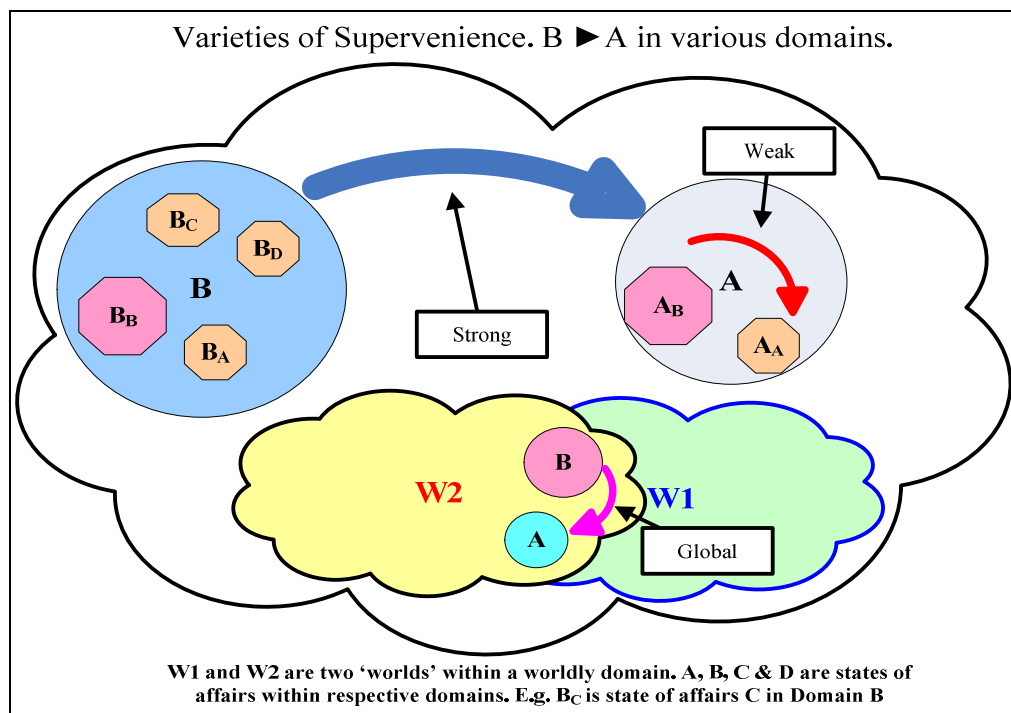 Varieties of Supervenience. B ► A in various domains.
Weak
B_C
B_D
B
B_B
B_A
A
A_B
A_A
Strong
B
W2
W1
A
Global
W1 and W2 are two ‘worlds’ within a worldly domain. A, B, C & D are states of
affairs within respective domains. E.g. B_C is state of affairs C in Domain B